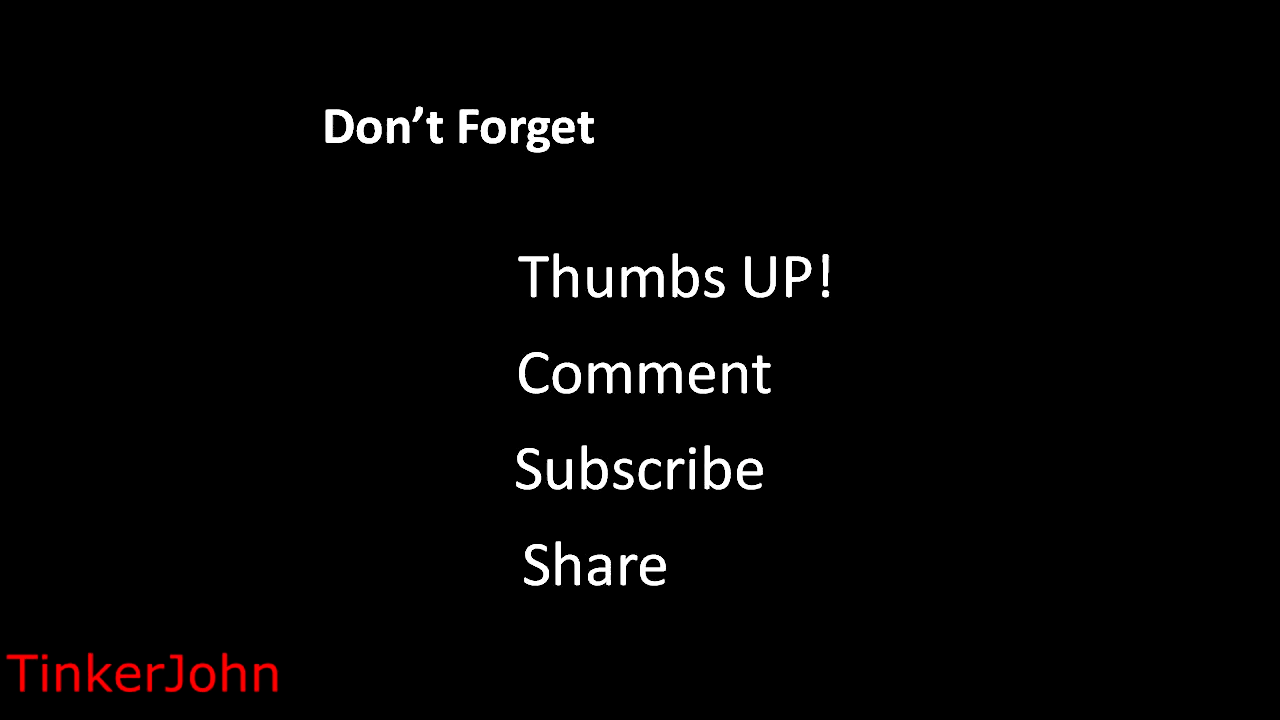 Don’t Forget
Thumbs UP!
Comment
Subscribe
Share
TinkerJohn